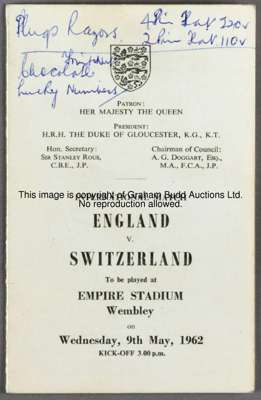 Plugs Razors
4 Pin Flat 220v
2 Pin Flat 110v
Chocolate
Lucky Numbers
PATRON:
HER MAJESTY THE QUEEN
PRESIDENT:
H.R.H. THE DUKE OF GLOUCESTER, K.G., K.T.
Hon. Secretary:
SIR STANLEY ROUS,
C.B.E., J.P.
Chairman of Council:
A. G. DOGGART, ESQ.,
M.A., F.C.A., J.P.
This image is copyright of Graham Budd Auctions Ltd.
No reproduction allowed.
INTERNATIONAL MATCH
ENGLAND
V.
SWITZERLAND
To be played at
EMPIRE STADIUM
Wembley
on
Wednesday, 9th May, 1962
KICK-OFF 3.00 p.m.